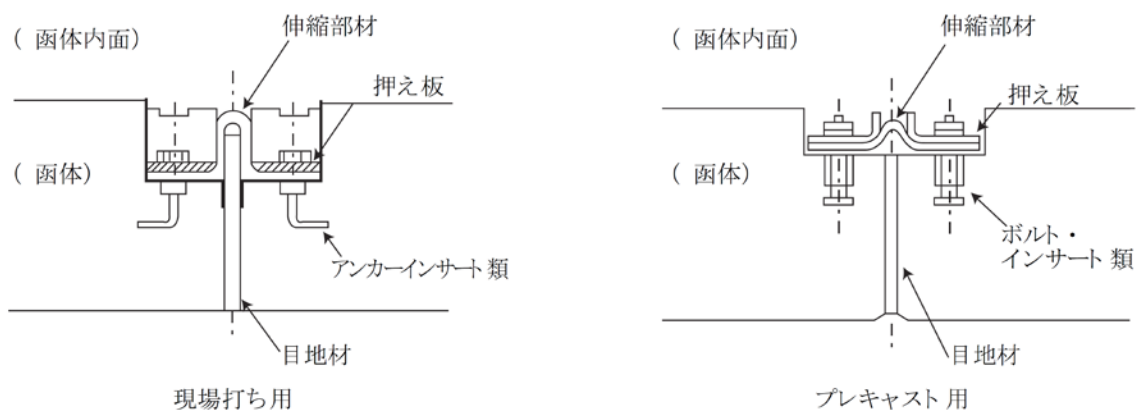 ( 函体内面)
伸縮部材
押え板
( 函体)
アンカーインサート 類
目地材
現場打ち用
( 函体内面)
伸縮部材
押え板
( 函体)
ボルト・
インサート 類
目地材
プレキャスト 用